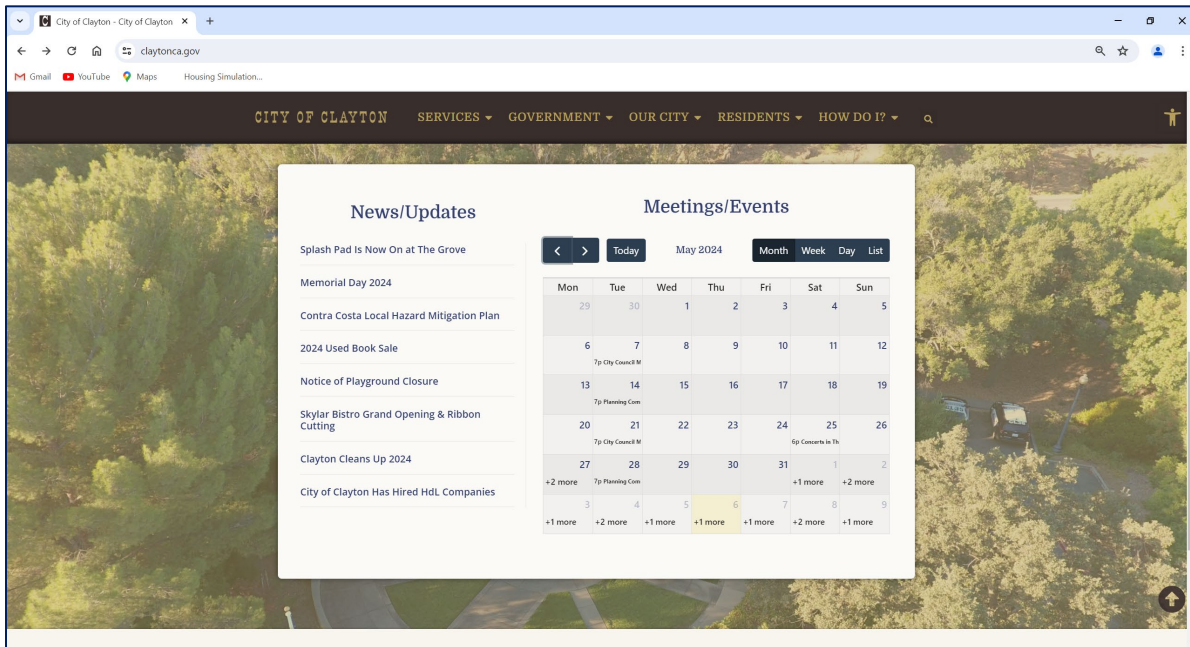 City of Clayton - City of Clayton
claytonca.gov
Gmail YouTube Maps Housing Simulation...
CITY OF CLAYTON SERVICES GOVERNMENT OUR CITY RESIDENTS HOW DO I?
News/Updates
Splash Pad Is Now On at The Grove
Memorial Day 2024
Contra Costa Local Hazard Mitigation Plan
2024 Used Book Sale
Notice of Playground Closure
Skylar Bistro Grand Opening & Ribbon
Cutting
Clayton Cleans Up 2024
City of Clayton Has Hired HdL Companies
Meetings/Events
< > Today May 2024 Month Week Day List
Mon Tue Wed Thu Fri Sat Sun
29 30 1 2 3 4 5
6 7 8 9 10 11 12
7p City Council M
13 14 15 16 17 18 19
7p Planning Com
20 21 22 23 24 25 26
7p City Council M 6p Concerts in Th
27 28 29 30 31 1 2
+2 more 7p Planning Com +1 more +2 more
3 4 5 6 7 8 9
+1 more +2 more +1 more +1 more +1 more +2 more +1 more